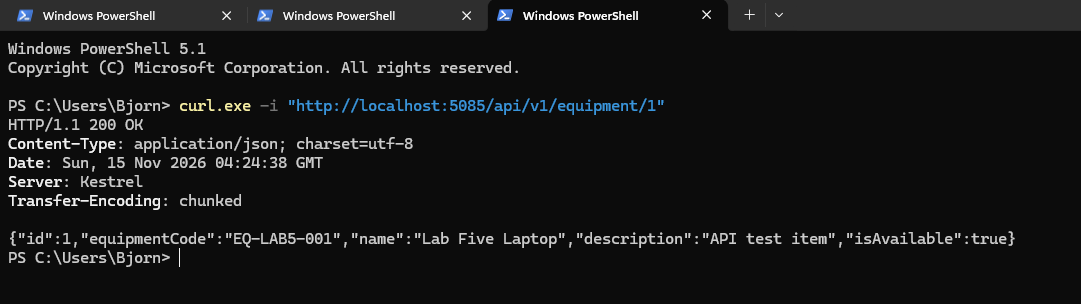 Windows PowerShell
Windows PowerShell
Windows PowerShell
Windows PowerShell 5.1
Copyright (C) Microsoft Corporation. All rights reserved.
PS C:\Users\Bjorn> curl.exe -i "http://localhost:5085/api/v1/equipment/1"
HTTP/1.1 200 OK
Content-Type: application/json; charset=utf-8
Date: Sun, 15 Nov 2026 04:24:38 GMT
Server: Kestrel
Transfer-Encoding: chunked
{"id":1,"equipmentCode":"EQ-LAB5-001","name":"Lab Five Laptop","description":"API test item","isAvailable":true}
PS C:\Users\Bjorn>